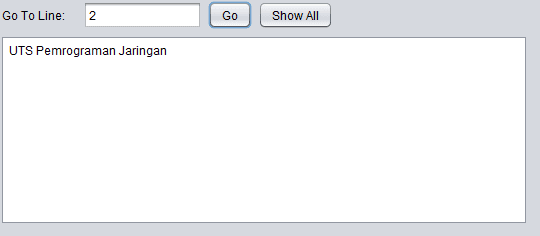 Go To Line: 2 Go Show All
UTS Pemrograman Jaringan